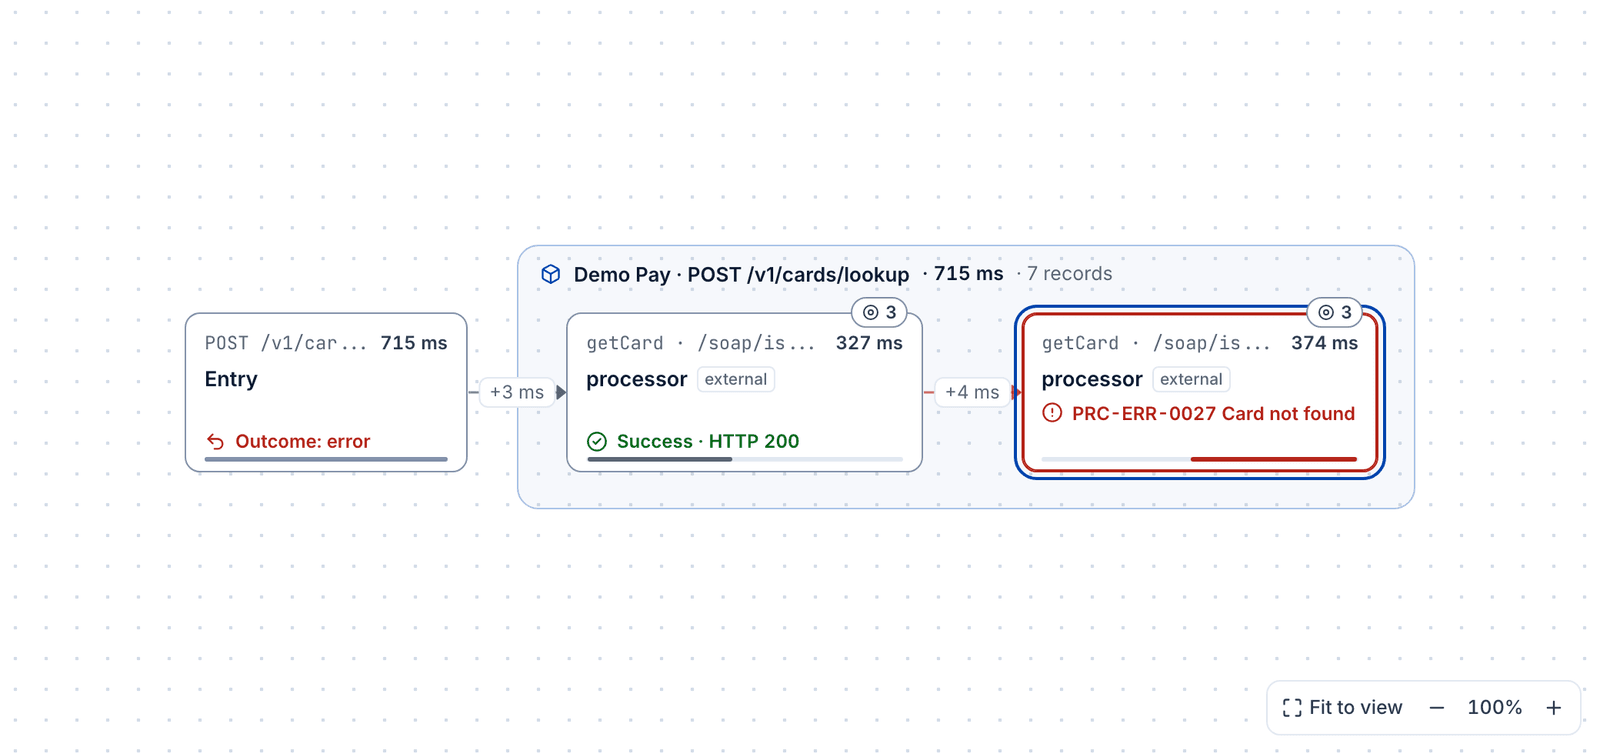 Demo Pay · POST /v1/cards/lookup · 715 ms · 7 records
POST /v1/car... 715 ms
Entry
Outcome: error
+3 ms
3
getCard · /soap/is... 327 ms
processor external
Success · HTTP 200
+4 ms
3
getCard · /soap/is... 374 ms
processor external
PRC-ERR-0027 Card not found
Fit to view − 100% +